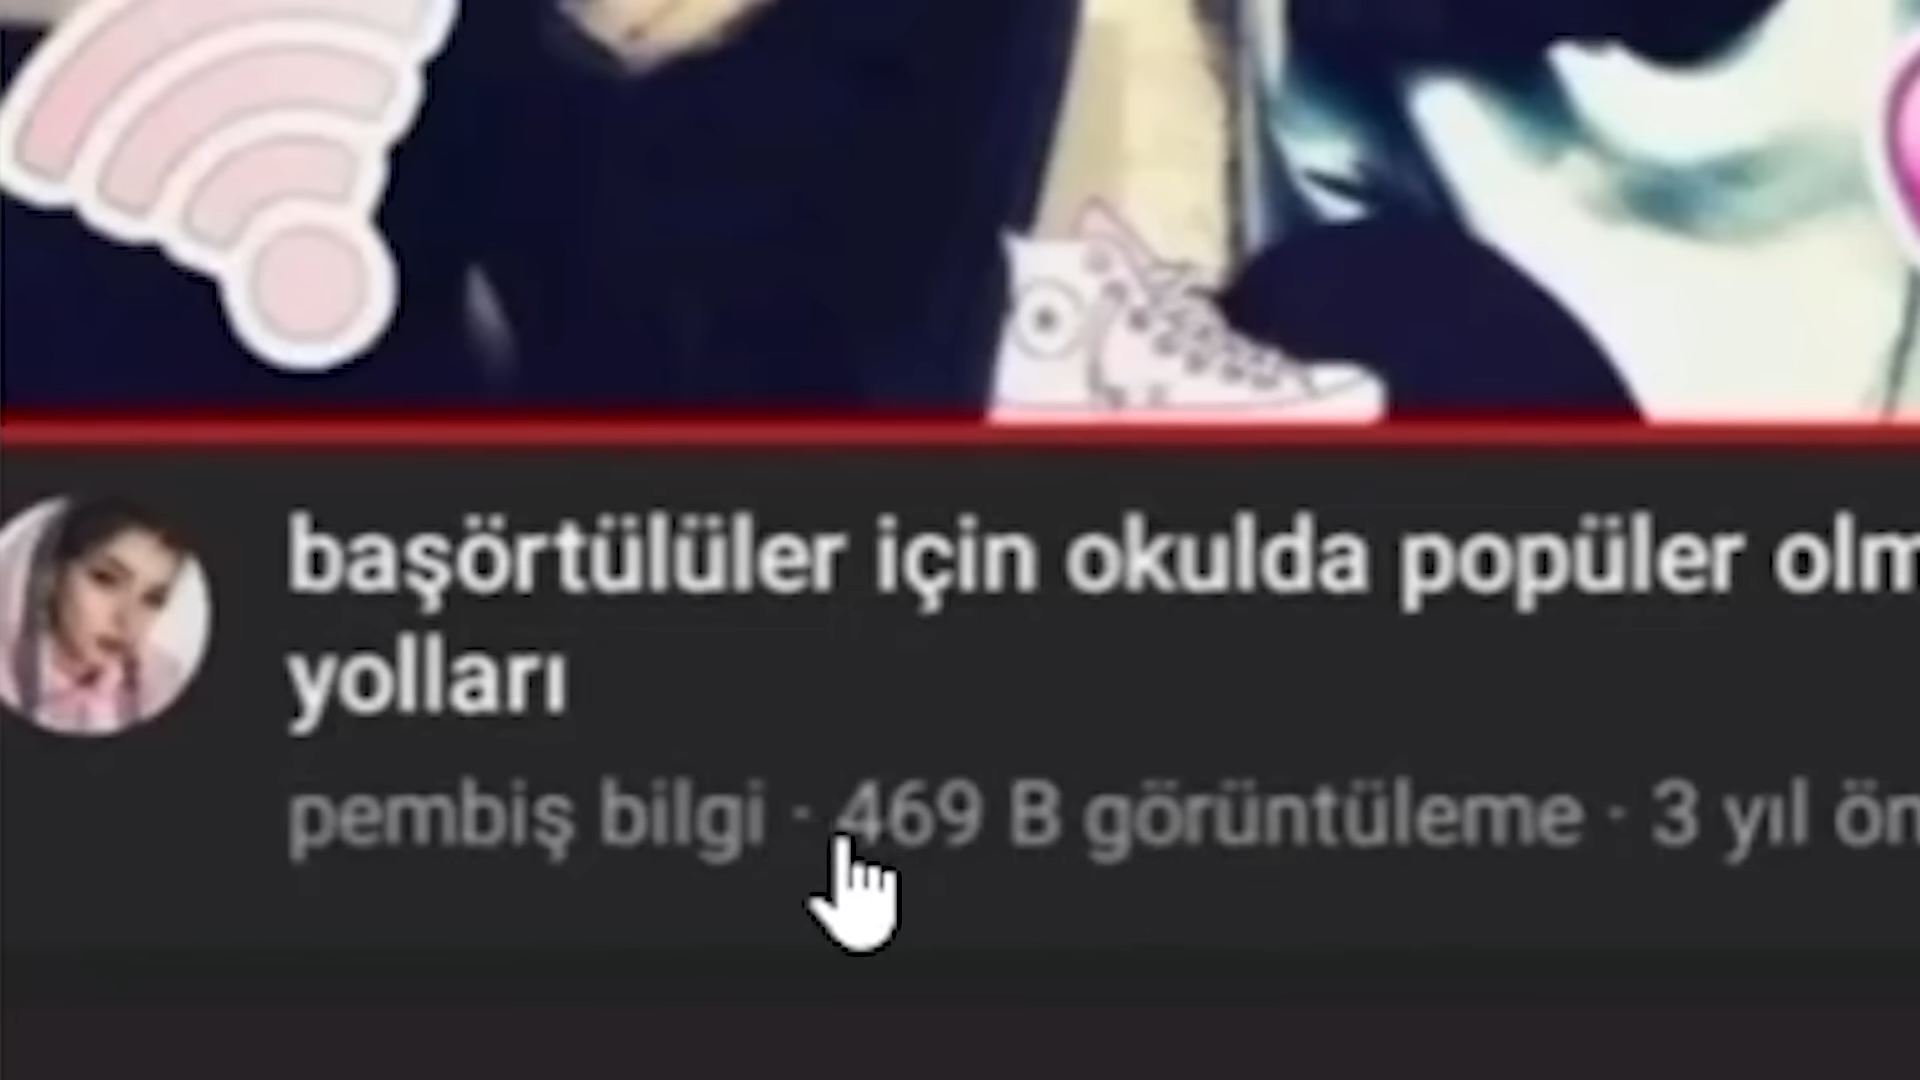 başörtülüler için okulda popüler olm
yolları
pembiş bilgi · 469 B görüntüleme · 3 yıl ön